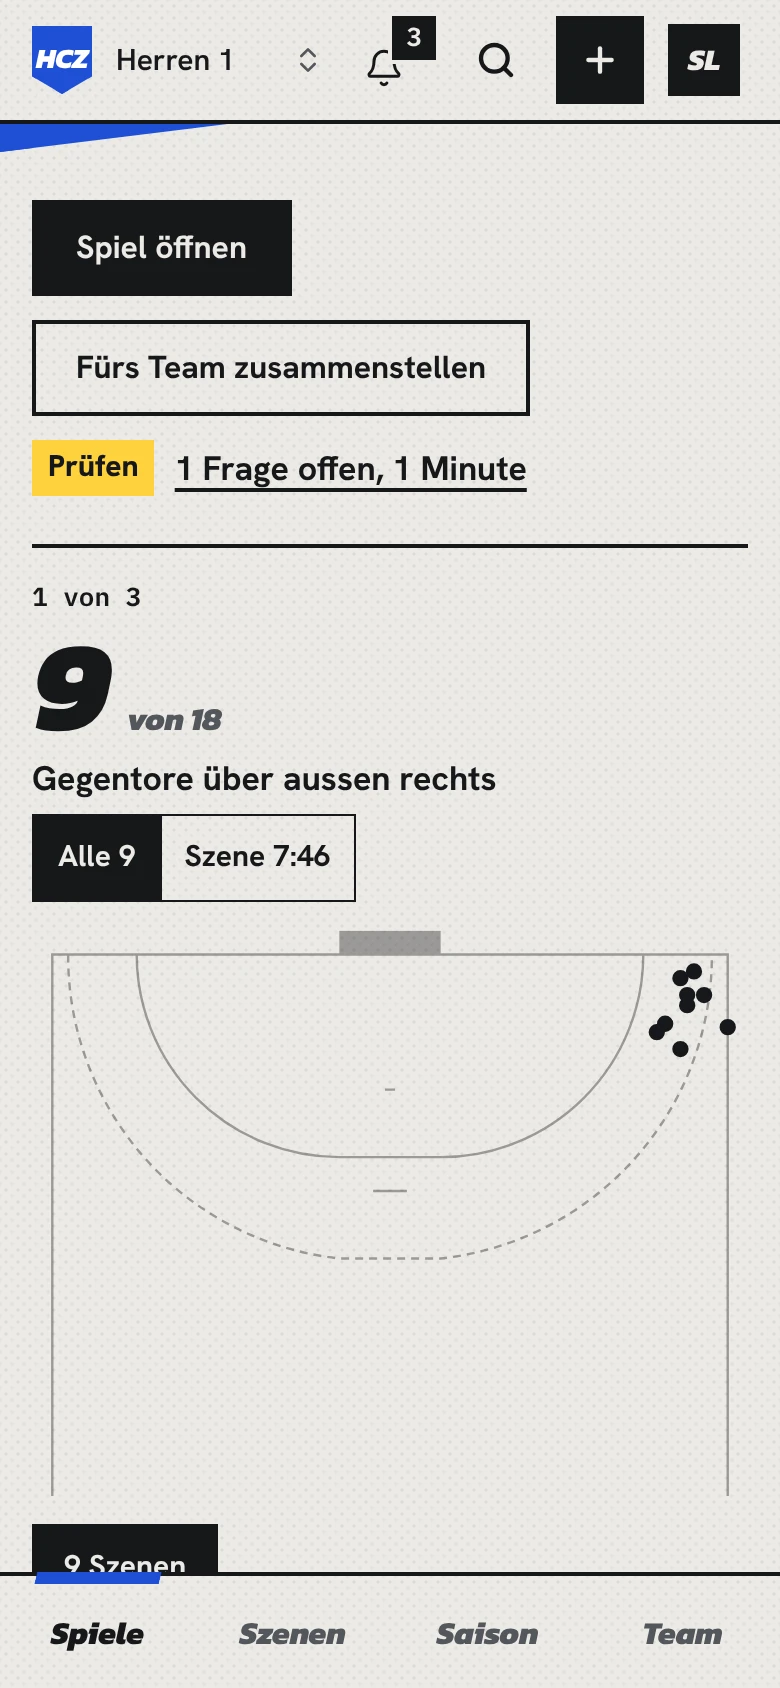 HCZ
Herren 1
3
SL
Spiel öffnen
Fürs Team zusammenstellen
Prüfen
1 Frage offen, 1 Minute
1 von 3
9 von 18
Gegentore über aussen rechts
Alle 9
Szene 7:46
9 Szenen
Spiele
Szenen
Saison
Team